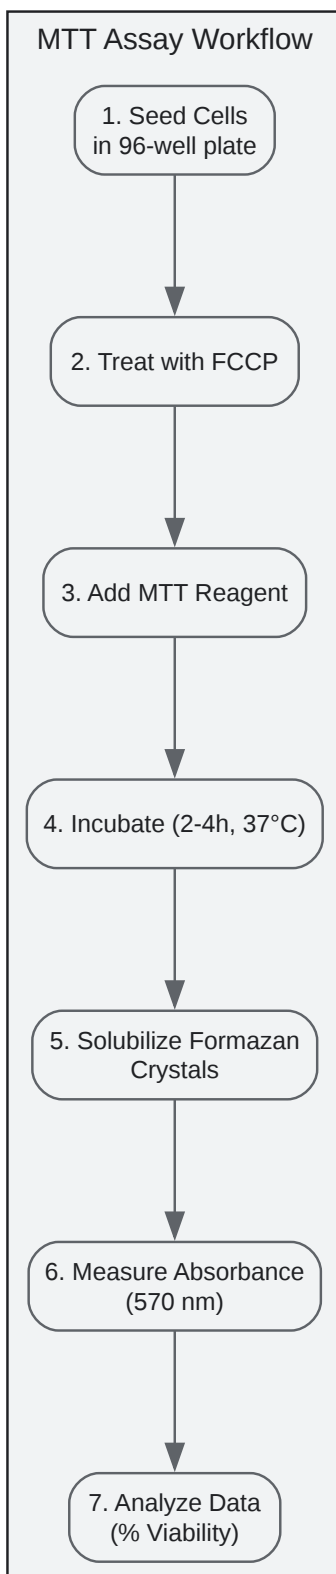 MTT Assay Workflow
1. Seed Cells
in 96-well plate
2. Treat with FCCP
3. Add MTT Reagent
4. Incubate (2-4h, 37°C)
5. Solubilize Formazan
Crystals
6. Measure Absorbance
(570 nm)
7. Analyze Data
(% Viability)